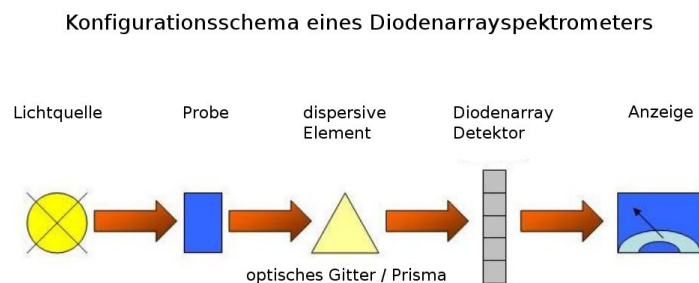 Konfigurationsschema eines Diodenarrayspektrometers
Lichtquelle
Probe
dispersive
Element
Diodenarray
Detektor
Anzeige
optisches Gitter / Prisma